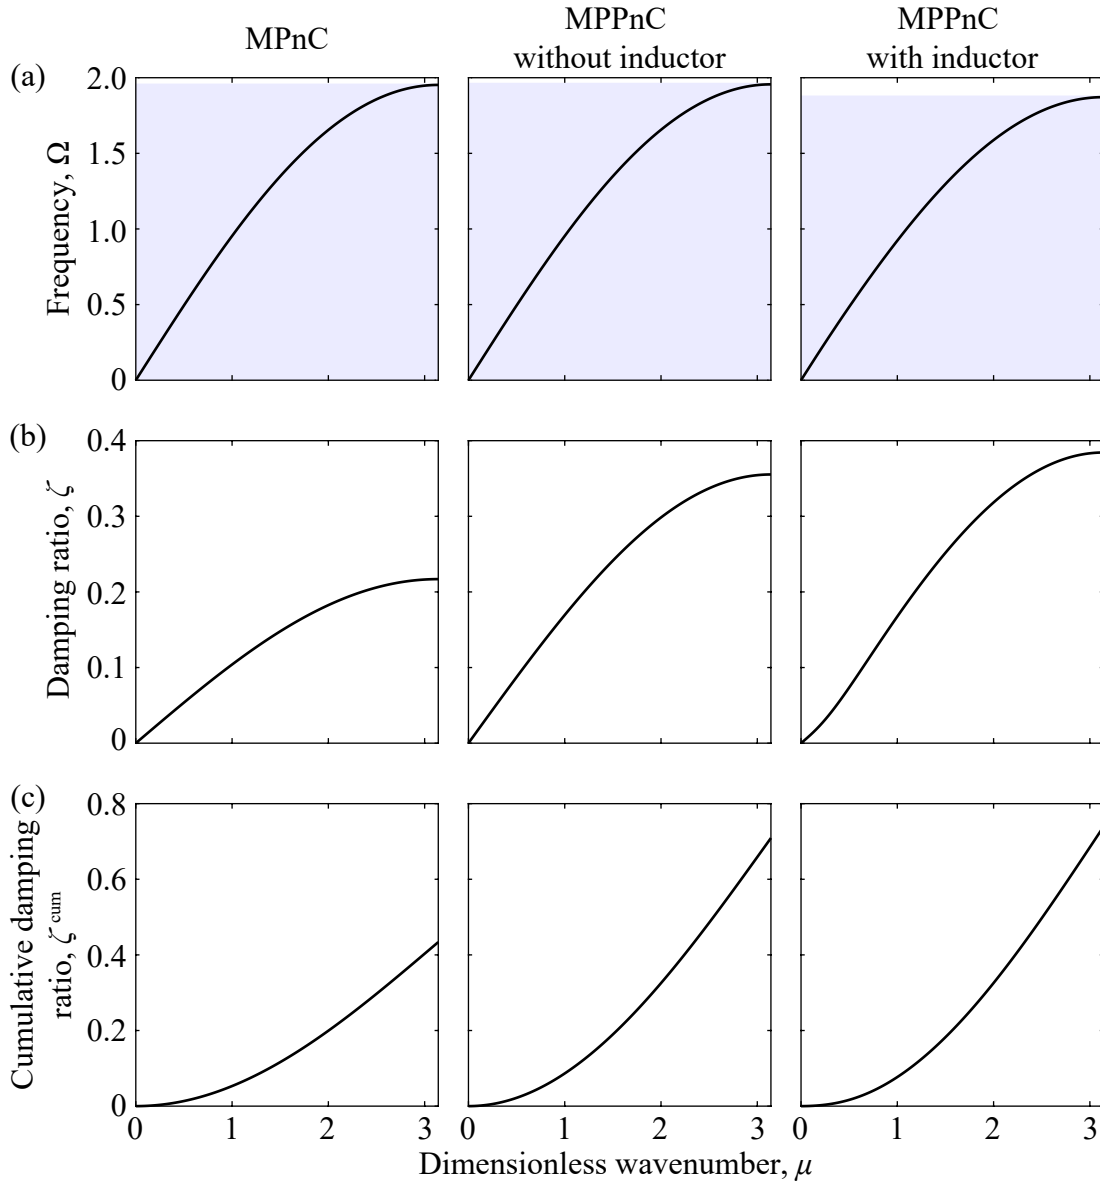 MPnC
MPPnC
without inductor
MPPnC
with inductor
(a)
Frequency, Ω
2.0
1.5
1.0
0.5
0
(b)
Damping ratio, ζ
0.4
0.3
0.2
0.1
0
(c)
Cumulative damping
ratio, ζ cum
0.8
0.6
0.4
0.2
0
0 1 2 3 0 1 2 3 0 1 2 3
Dimensionless wavenumber, μ